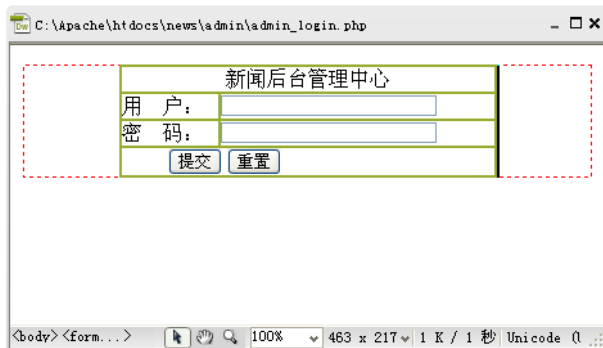 C:\Apache\htdocs\news\admin\admin_login.php
新闻后台管理中心
用 户：
密 码：
提交 重置
<body> <form...> 100% 463 x 217 1 K / 1 秒 Unicode (